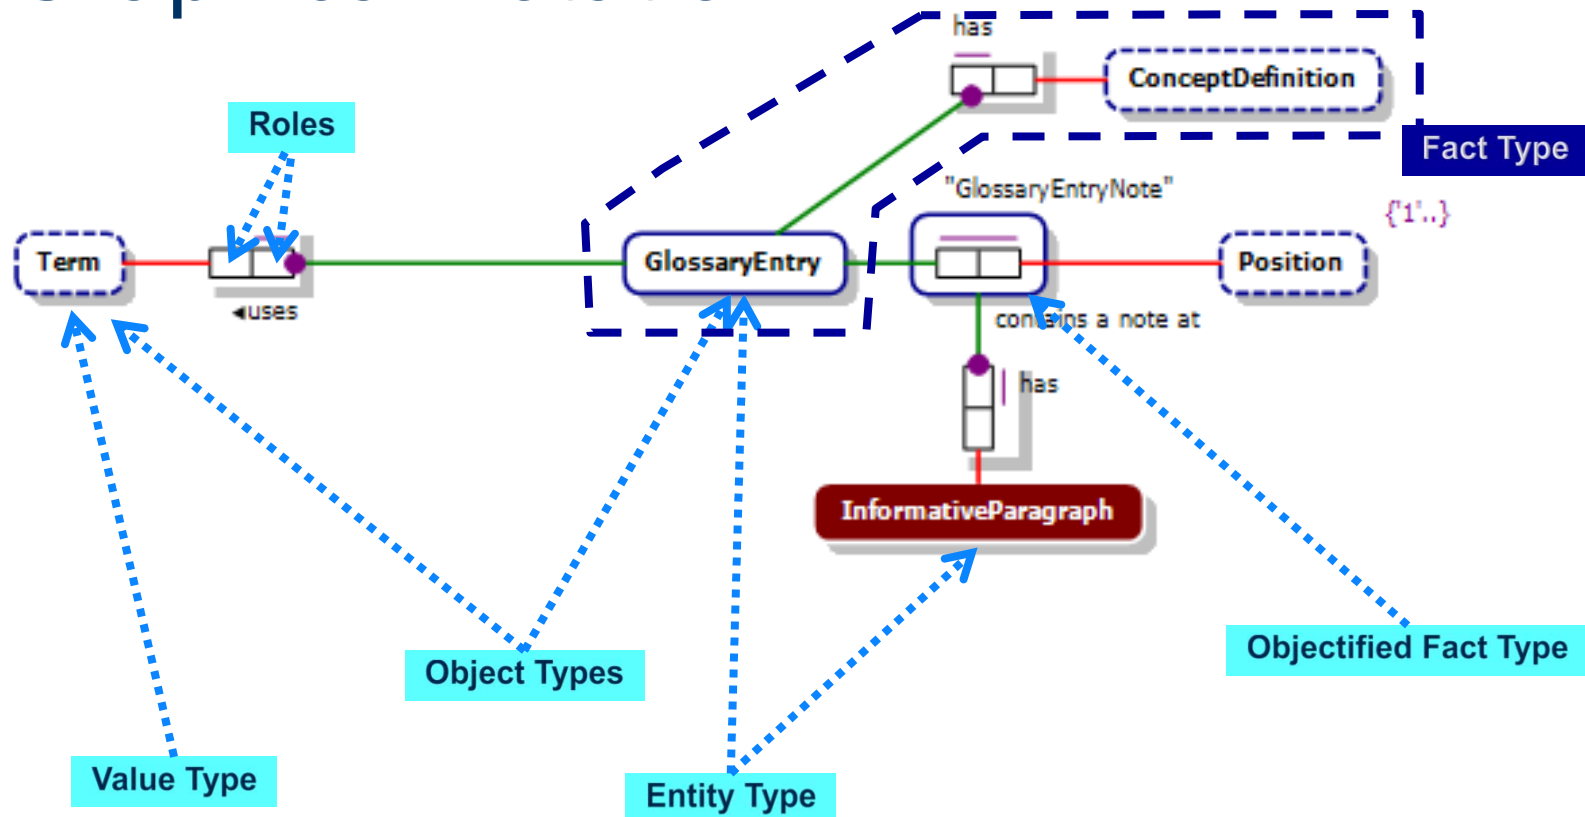 has
ConceptDefinition
Roles
Fact Type
"GlossaryEntryNote"
{'1'..}
Term
GlossaryEntry
Position
◄uses
contains a note at
has
InformativeParagraph
Object Types
Objectified Fact Type
Value Type
Entity Type